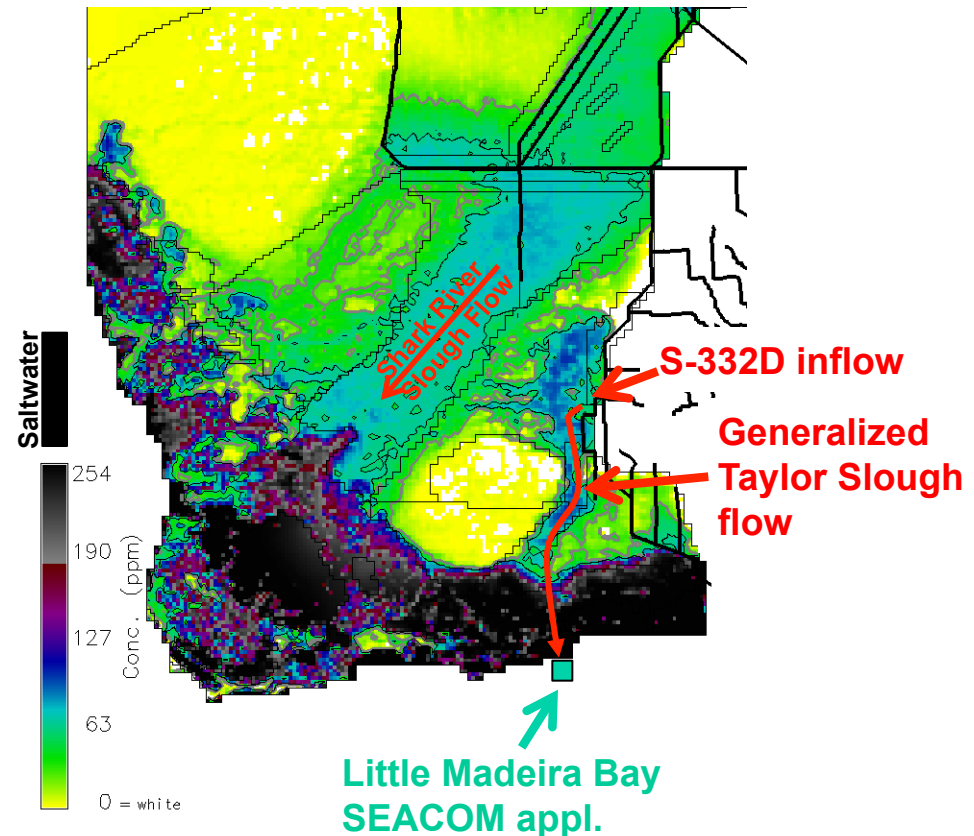 Shark River
Slough Flow
S-332D inflow
Generalized
Taylor Slough
flow
Saltwater
254
190
127
63
0 = white
Conc. (ppm)
Little Madeira Bay
SEACOM appl.